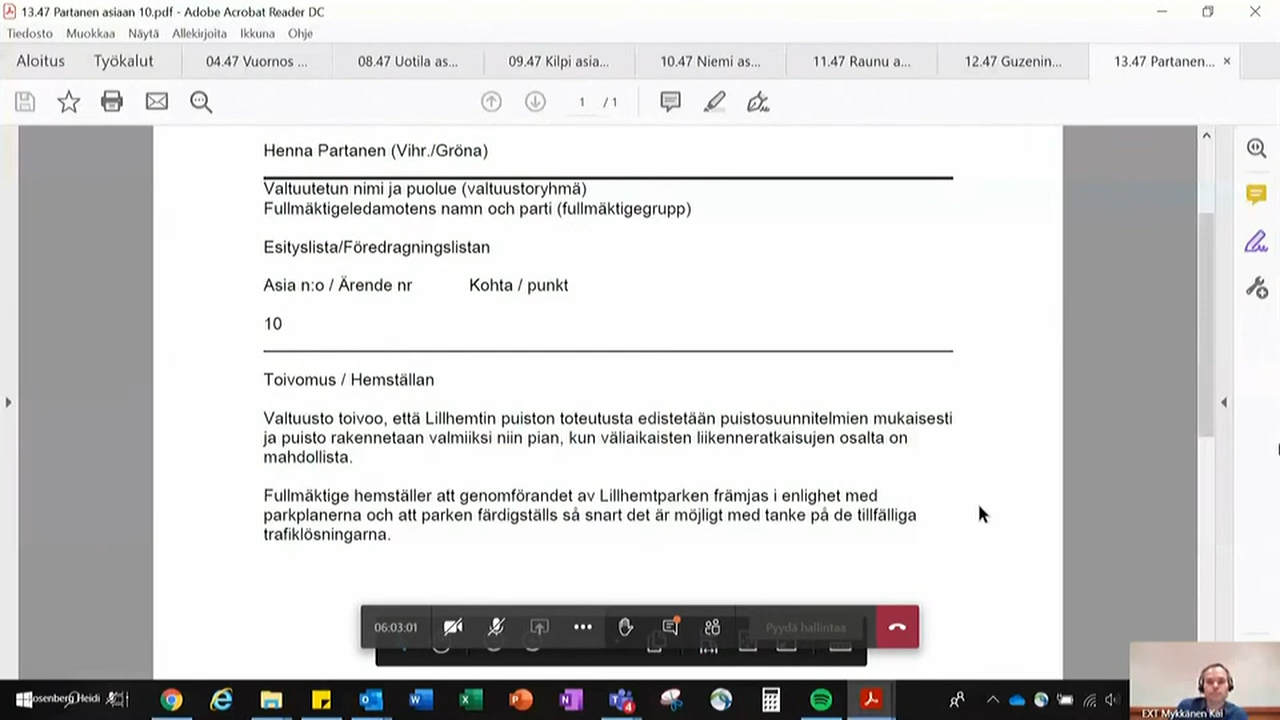 13.47 Partanen asiaan 10.pdf - Adobe Acrobat Reader DC
Tiedosto Muokkaa Näytä Allekirjoita Ikkuna Ohje
Aloitus Työkalut 04.47 Vuornos ... 08.47 Uotila as... 09.47 Kilpi asia... 10.47 Niemi as... 11.47 Raunu a... 12.47 Guzenin... 13.47 Partanen... ×
1 / 1
Henna Partanen (Vihr./Gröna)
Valtuutetun nimi ja puolue (valtuustoryhmä)
Fullmäktigeledamotens namn och parti (fullmäktigegrupp)
Esityslista/Föredragningslistan
Asia n:o / Ärende nr Kohta / punkt
10
Toivomus / Hemställan
Valtuusto toivoo, että Lillhemtin puiston toteutusta edistetään puistosuunnitelmien mukaisesti
ja puisto rakennetaan valmiiksi niin pian, kun väliaikaisten liikenneratkaisujen osalta on
mahdollista.
Fullmäktige hemställer att genomförandet av Lillhemtparken främjas i enlighet med
parkplanerna och att parken färdigställs så snart det är möjligt med tanke på de tillfälliga
trafiklösningarna.
06:03:01 Pyydä hallintaa
osenberg Heidi
EXT Mykkänen Kai